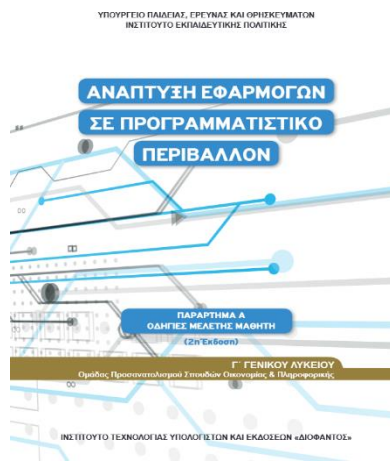 ΥΠΟΥΡΓΕΙΟ ΠΑΙΔΕΙΑΣ, ΕΡΕΥΝΑΣ ΚΑΙ ΘΡΗΣΚΕΥΜΑΤΩΝ
ΙΝΣΤΙΤΟΥΤΟ ΕΚΠΑΙΔΕΥΤΙΚΗΣ ΠΟΛΙΤΙΚΗΣ
ΑΝΑΠΤΥΞΗ ΕΦΑΡΜΟΓΩΝ
ΣΕ ΠΡΟΓΡΑΜΜΑΤΙΣΤΙΚΟ
ΠΕΡΙΒΑΛΛΟΝ
ΠΑΡΑΡΤΗΜΑ Α
ΟΔΗΓΙΕΣ ΜΕΛΕΤΗΣ ΜΑΘΗΤΗ
(2η Έκδοση)
Γ΄ ΓΕΝΙΚΟΥ ΛΥΚΕΙΟΥ
Ομάδας Προσανατολισμού Σπουδών Οικονομίας & Πληροφορικής
ΙΝΣΤΙΤΟΥΤΟ ΤΕΧΝΟΛΟΓΙΑΣ ΥΠΟΛΟΓΙΣΤΩΝ ΚΑΙ ΕΚΔΟΣΕΩΝ «ΔΙΟΦΑΝΤΟΣ»